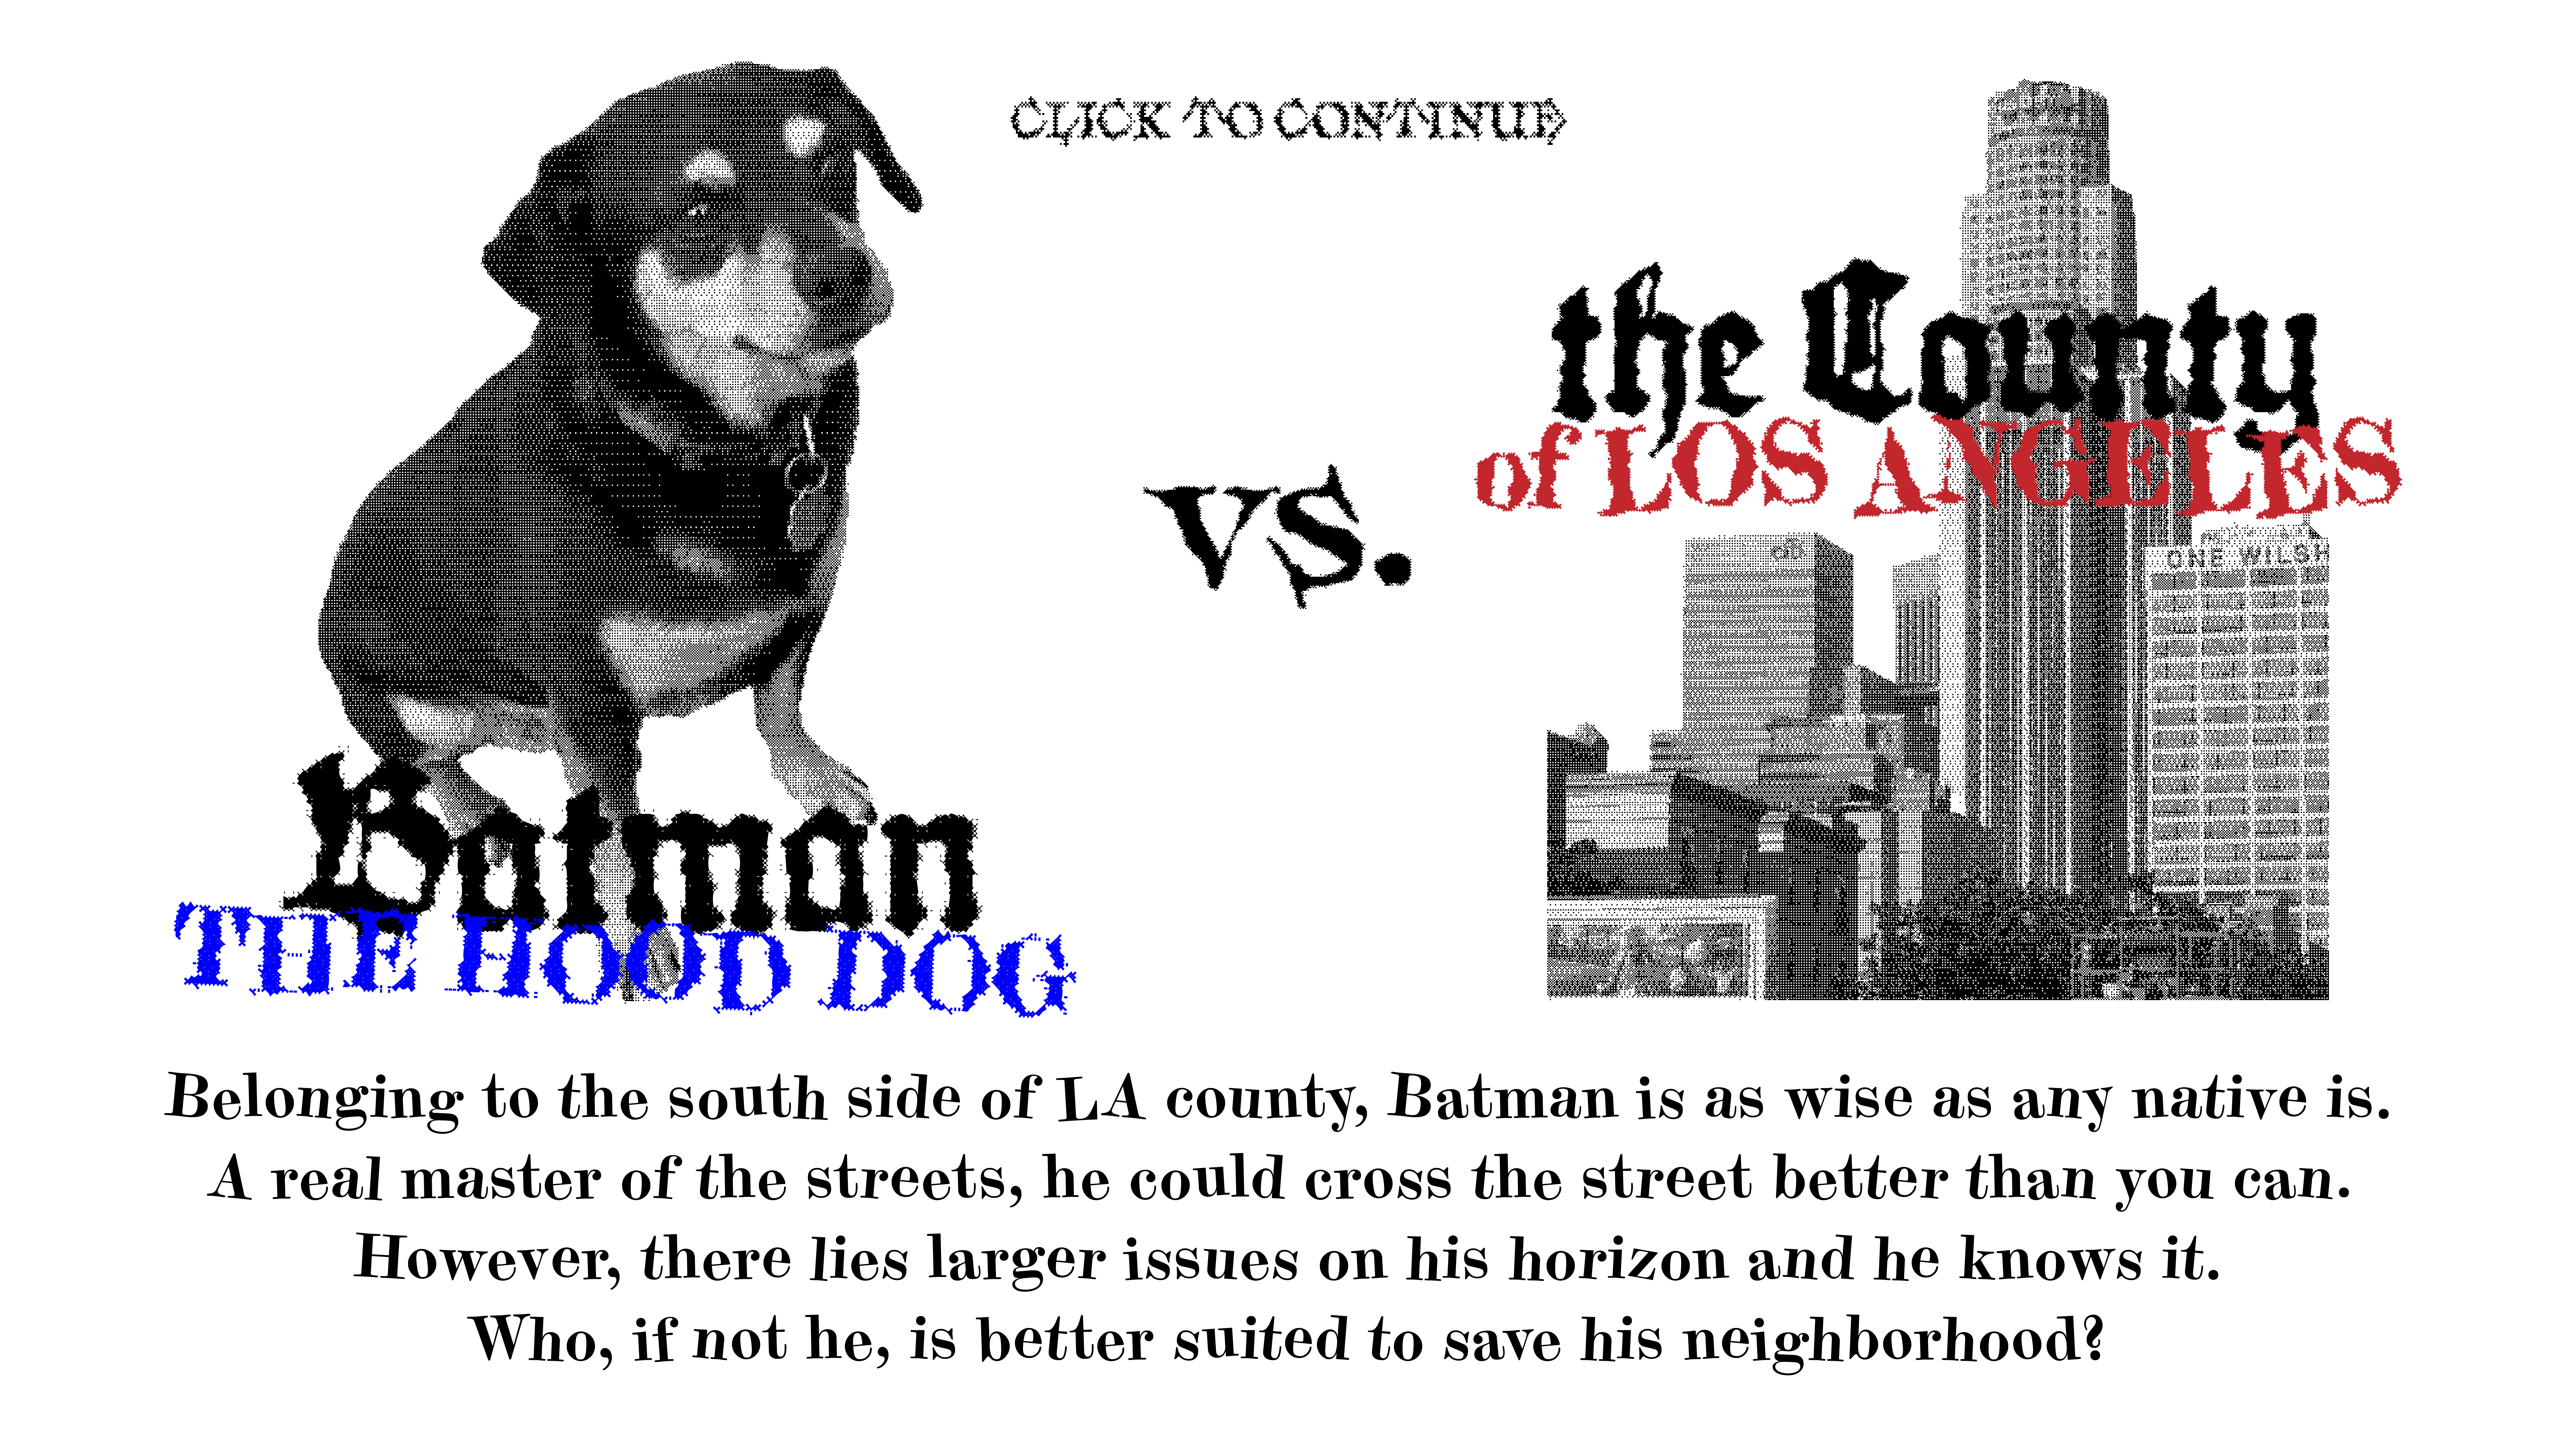 CLICK TO CONTINUE
the County
of LOS ANGELES
vs.
ONE WILSH
Batman
THE HOOD DOG
Belonging to the south side of LA county, Batman is as wise as any native is.
A real master of the streets, he could cross the street better than you can.
However, there lies larger issues on his horizon and he knows it.
Who, if not he, is better suited to save his neighborhood?